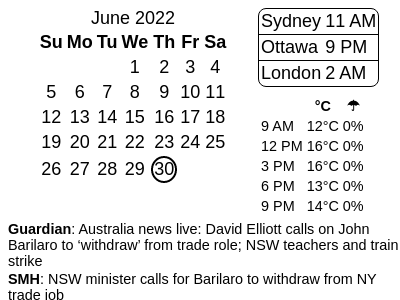 June 2022
Su Mo Tu We Th Fr Sa
1 2 3 4
5 6 7 8 9 10 11
12 13 14 15 16 17 18
19 20 21 22 23 24 25
26 27 28 29 30
Sydney 11 AM
Ottawa 9 PM
London 2 AM
°C ☂
9 AM 12°C 0%
12 PM 16°C 0%
3 PM 16°C 0%
6 PM 13°C 0%
9 PM 14°C 0%
Guardian: Australia news live: David Elliott calls on John
Barilaro to ‘withdraw’ from trade role; NSW teachers and train
strike
SMH: NSW minister calls for Barilaro to withdraw from NY
trade job